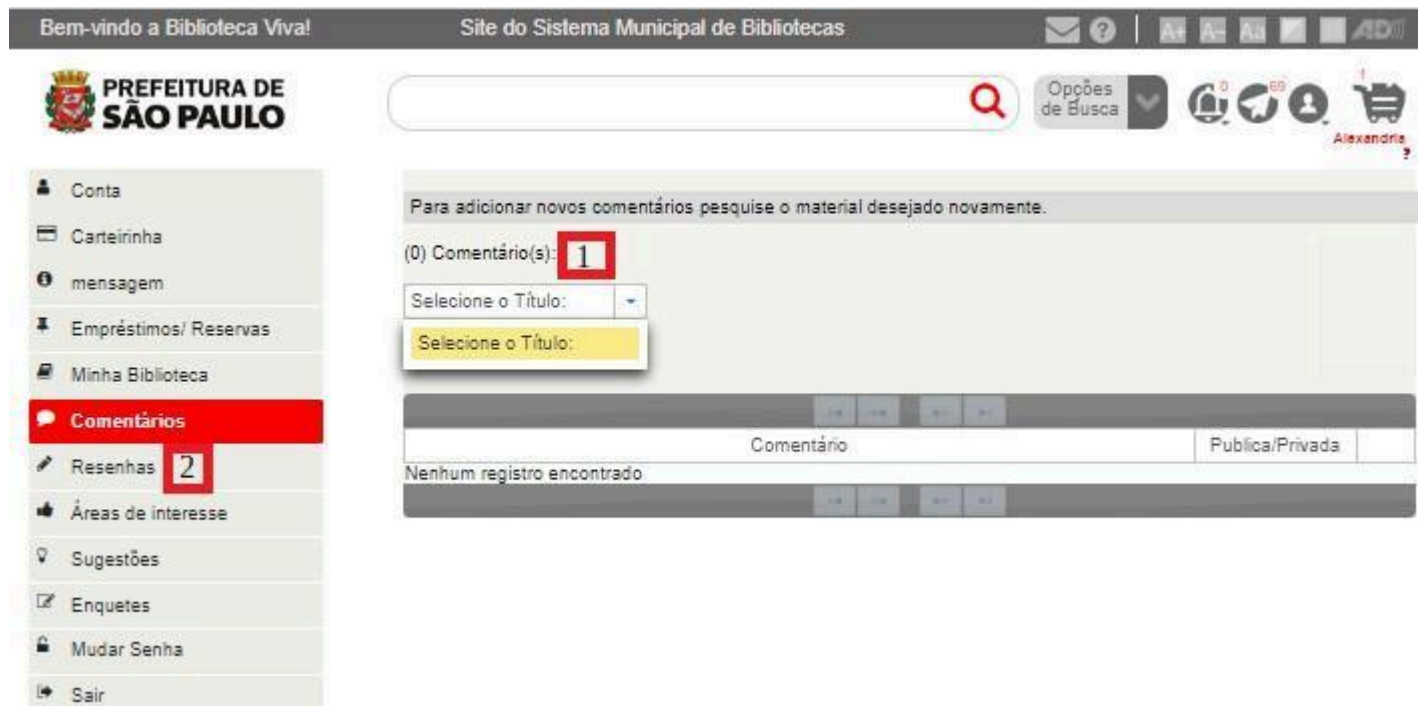 Bem-vindo a Biblioteca Viva! Site do Sistema Municipal de Bibliotecas A+ A- Aa
PREFEITURA DE
SÃO PAULO
Opções
de Busca
0 69 1
Alexandria
?
Conta
Carteirinha
mensagem
Empréstimos/ Reservas
Minha Biblioteca
Comentários
Resenhas 2
Áreas de interesse
Sugestões
Enquetes
Mudar Senha
Sair
Para adicionar novos comentários pesquise o material desejado novamente.
(0) Comentário(s): 1
Selecione o Título:
Selecione o Título:
Comentário Publica/Privada
Nenhum registro encontrado